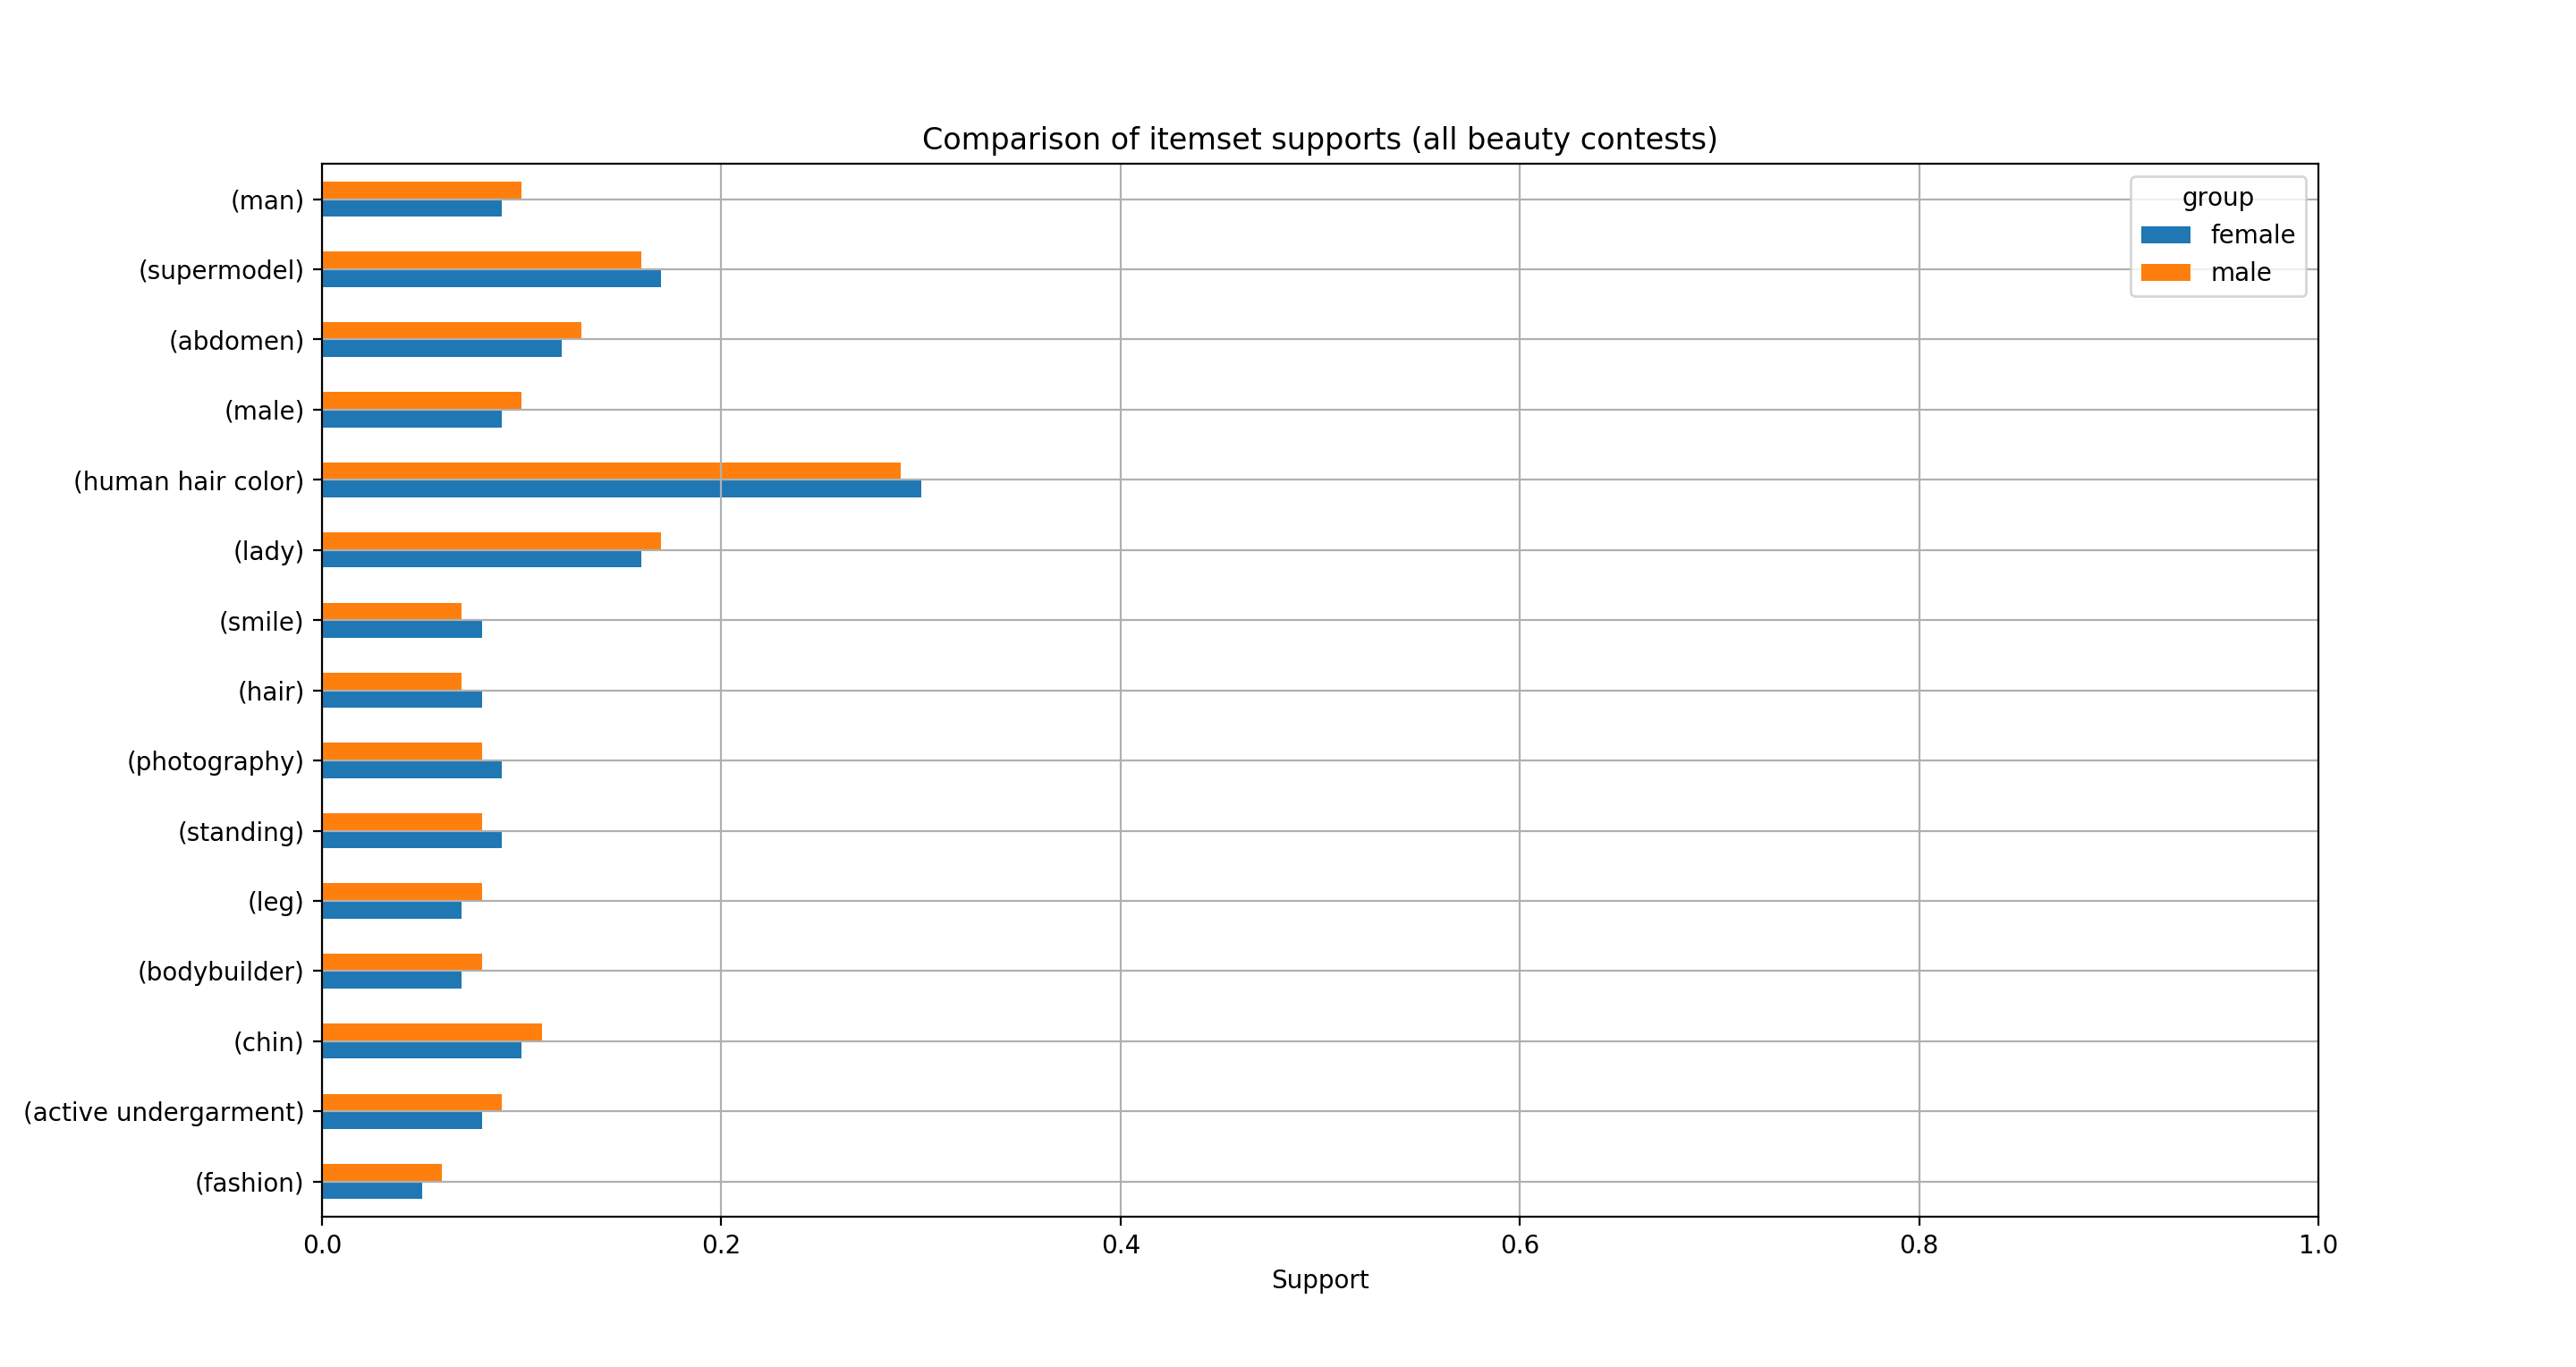 Comparison of itemset supports (all beauty contests)
group
female
male
(man)
(supermodel)
(abdomen)
(male)
(human hair color)
(lady)
(smile)
(hair)
(photography)
(standing)
(leg)
(bodybuilder)
(chin)
(active undergarment)
(fashion)
0.0 0.2 0.4 0.6 0.8 1.0
Support